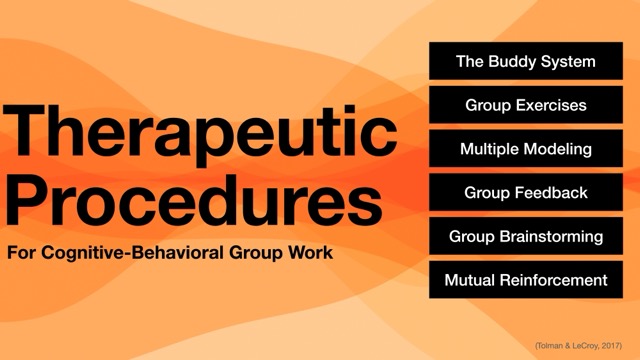 Therapeutic
Procedures
For Cognitive-Behavioral Group Work
The Buddy System
Group Exercises
Multiple Modeling
Group Feedback
Group Brainstorming
Mutual Reinforcement
(Tolman & LeCroy, 2017)